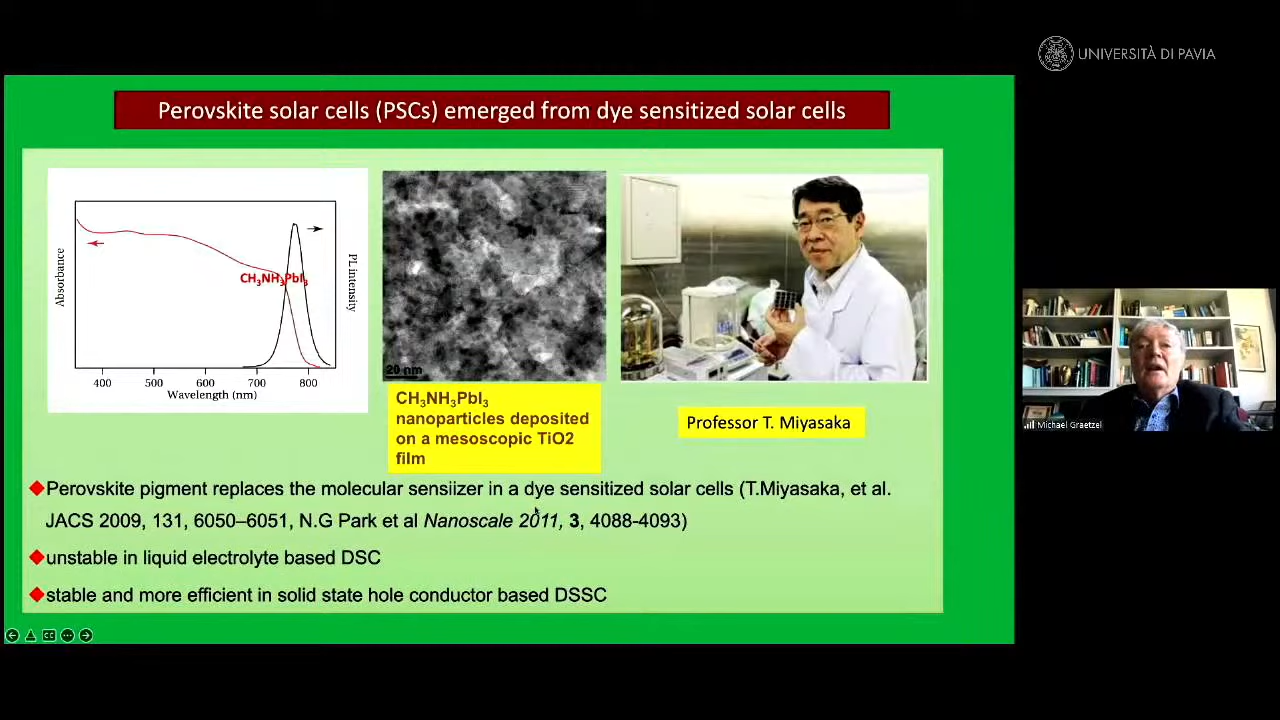 UNIVERSITÀ DI PAVIA
Perovskite solar cells (PSCs) emerged from dye sensitized solar cells
Absorbance
CH₃NH₃PbI₃
PL intensity
400 500 600 700 800
Wavelength (nm)
20 nm
CH₃NH₃PbI₃
nanoparticles deposited
on a mesoscopic TiO2
film
Professor T. Miyasaka
Perovskite pigment replaces the molecular sensiizer in a dye sensitized solar cells (T.Miyasaka, et al.
JACS 2009, 131, 6050–6051, N.G Park et al Nanoscale 2011, 3, 4088-4093)
unstable in liquid electrolyte based DSC
stable and more efficient in solid state hole conductor based DSSC
CC
Michael Graetzel